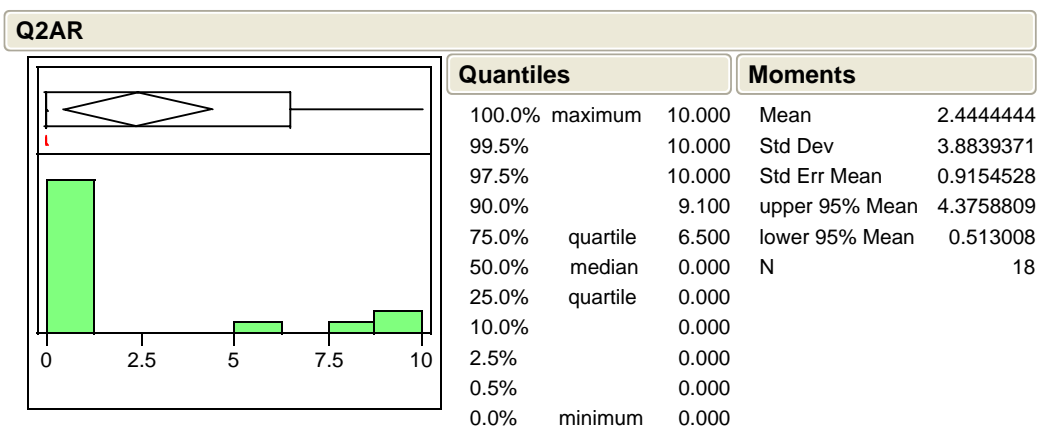 Q2AR
0 2.5 5 7.5 10
Quantiles
100.0% maximum 10.000
99.5% 10.000
97.5% 10.000
90.0% 9.100
75.0% quartile 6.500
50.0% median 0.000
25.0% quartile 0.000
10.0% 0.000
2.5% 0.000
0.5% 0.000
0.0% minimum 0.000
Moments
Mean 2.4444444
Std Dev 3.8839371
Std Err Mean 0.9154528
upper 95% Mean 4.3758809
lower 95% Mean 0.513008
N 18